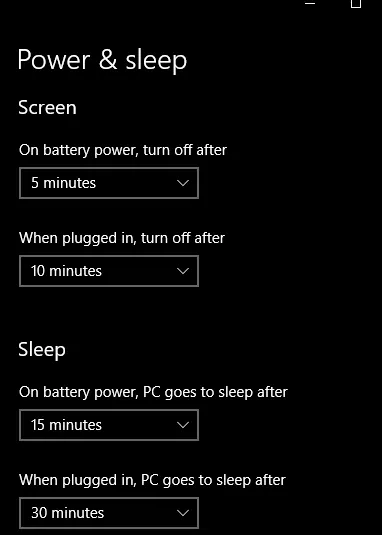 Power & sleep
Screen
On battery power, turn off after
5 minutes
When plugged in, turn off after
10 minutes
Sleep
On battery power, PC goes to sleep after
15 minutes
When plugged in, PC goes to sleep after
30 minutes